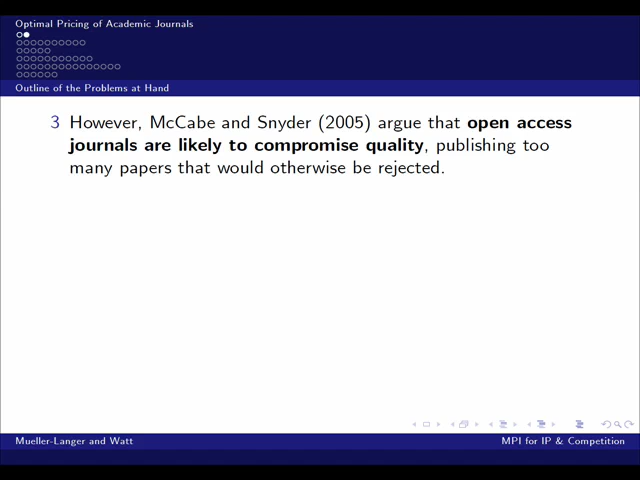 Optimal Pricing of Academic Journals
Outline of the Problems at Hand
3 However, McCabe and Snyder (2005) argue that open access
journals are likely to compromise quality, publishing too
many papers that would otherwise be rejected.
Mueller-Langer and Watt
MPI for IP & Competition